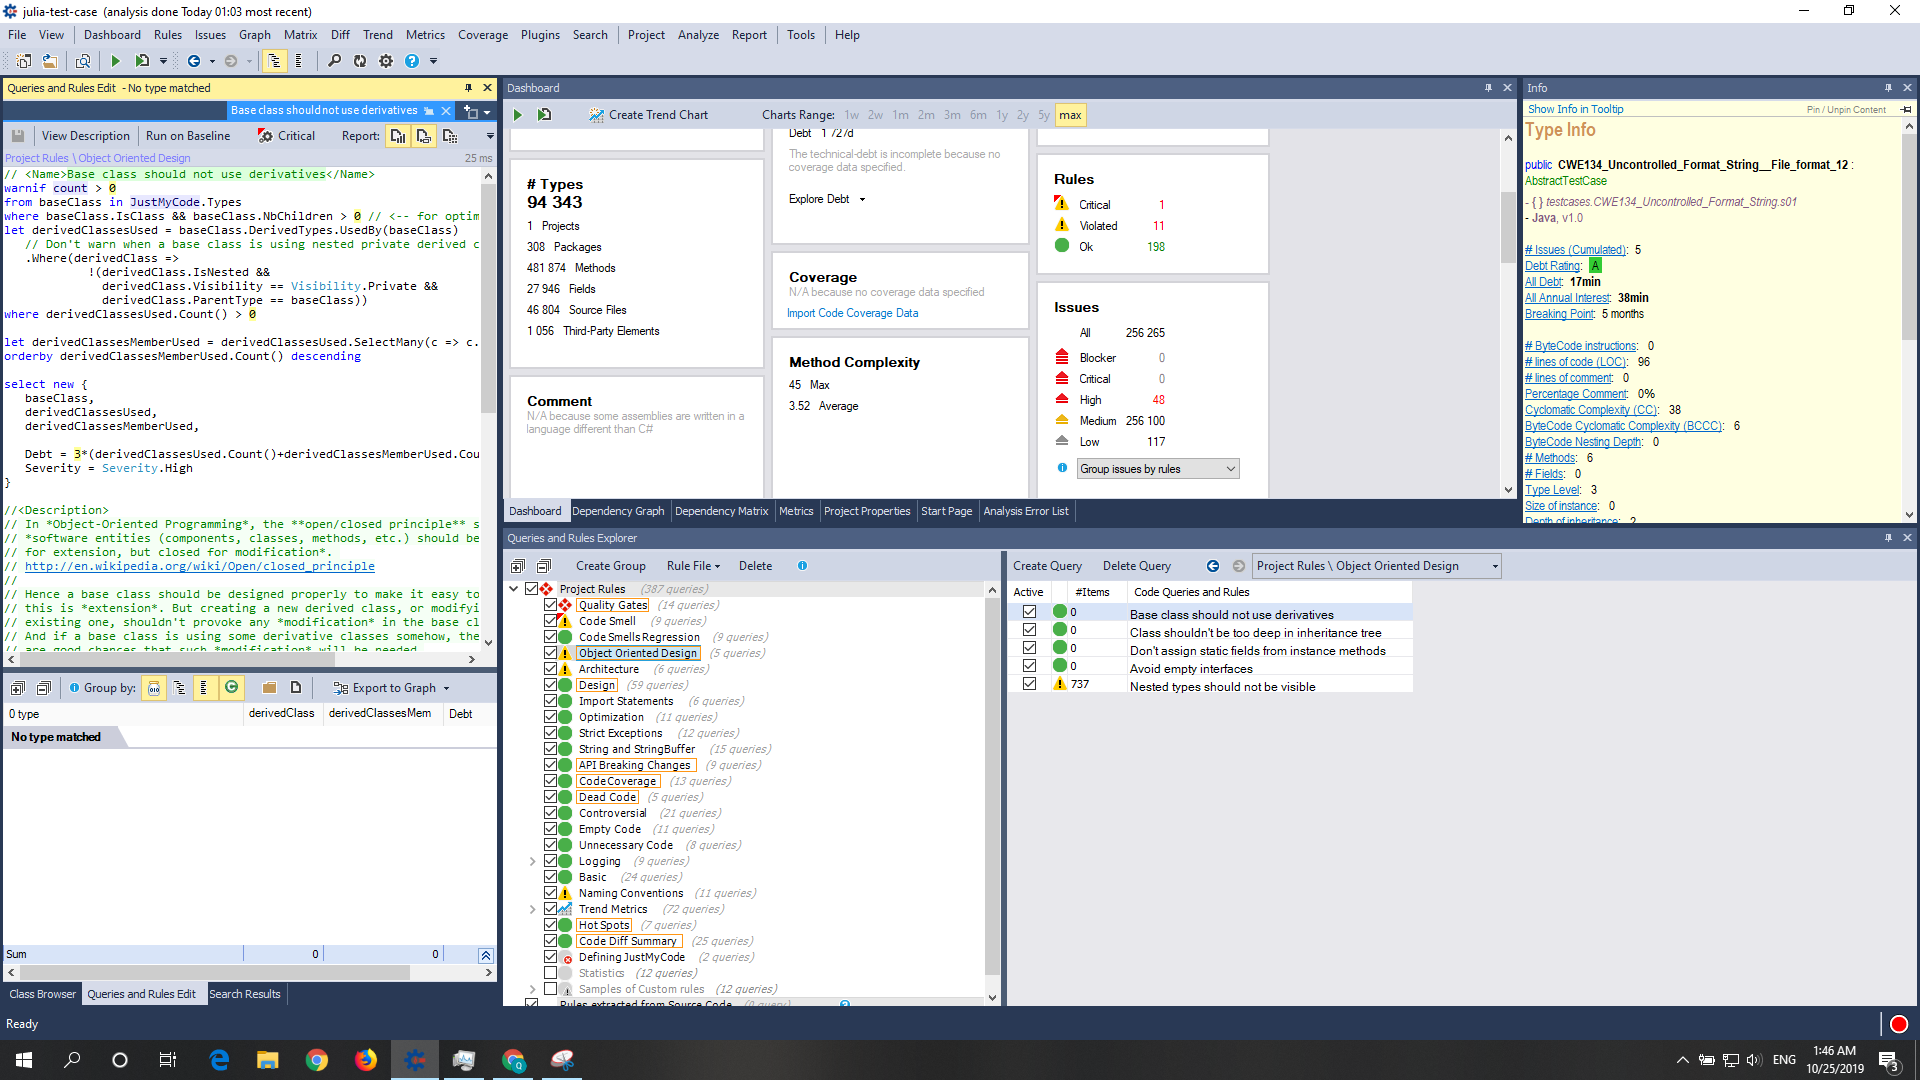 julia-test-case (analysis done Today 01:03 most recent)
File View Dashboard Rules Issues Graph Matrix Diff Trend Metrics Coverage Plugins Search Project Analyze Report Tools Help
Queries and Rules Edit - No type matched
Base class should not use derivatives
View Description Run on Baseline Critical Report:
Project Rules \ Object Oriented Design 25 ms
// <Name>Base class should not use derivatives</Name>
warnif count > 0
from baseClass in JustMyCode.Types
where baseClass.IsClass && baseClass.NbChildren > 0 // <-- for optim
let derivedClassesUsed = baseClass.DerivedTypes.UsedBy(baseClass)
// Don't warn when a base class is using nested private derived c
.Where(derivedClass =>
!(derivedClass.IsNested &&
derivedClass.Visibility == Visibility.Private &&
derivedClass.ParentType == baseClass))
where derivedClassesUsed.Count() > 0
let derivedClassesMemberUsed = derivedClassesUsed.SelectMany(c => c.
orderby derivedClassesMemberUsed.Count() descending
select new {
baseClass,
derivedClassesUsed,
derivedClassesMemberUsed,
Debt = 3*(derivedClassesUsed.Count()+derivedClassesMemberUsed.Cou
Severity = Severity.High
}
//<Description>
// In *Object-Oriented Programming*, the **open/closed principle** s
// *software entities (components, classes, methods, etc.) should be
// for extension, but closed for modification*.
// http://en.wikipedia.org/wiki/Open/closed_principle
//
// Hence a base class should be designed properly to make it easy to
// this is *extension*. But creating a new derived class, or modifyi
// existing one, shouldn't provoke any *modification* in the base cl
// And if a base class is using some derivative classes somehow, the
// are good chances that such *modification* will be needed
Group by: Export to Graph
0 type derivedClass derivedClassesMem Debt
No type matched
Sum 0 0
Class Browser Queries and Rules Edit Search Results
Ready
Dashboard
Create Trend Chart Charts Range: 1w 2w 1m 2m 3m 6m 1y 2y 5y max
# Types
94 343
1 Projects
308 Packages
481 874 Methods
27 946 Fields
46 804 Source Files
1 056 Third-Party Elements
Comment
N/A because some assemblies are written in a
language different than C#
Debt 1 727d
The technical-debt is incomplete because no
coverage data specified.
Explore Debt
Coverage
N/A because no coverage data specified
Import Code Coverage Data
Method Complexity
45 Max
3.52 Average
Rules
Critical 1
Violated 11
Ok 198
Issues
All 256 265
Blocker 0
Critical 0
High 48
Medium 256 100
Low 117
Group issues by rules
Dashboard Dependency Graph Dependency Matrix Metrics Project Properties Start Page Analysis Error List
Info
Show Info in Tooltip Pin / Unpin Content
Type Info
public CWE134_Uncontrolled_Format_String__File_format_12 :
AbstractTestCase
- { } testcases.CWE134_Uncontrolled_Format_String.s01
- Java, v1.0
# Issues (Cumulated): 5
Debt Rating: A
All Debt: 17min
All Annual Interest: 38min
Breaking Point: 5 months
# ByteCode instructions: 0
# lines of code (LOC): 96
# lines of comment: 0
Percentage Comment: 0%
Cyclomatic Complexity (CC): 38
ByteCode Cyclomatic Complexity (BCCC): 6
ByteCode Nesting Depth: 0
# Methods: 6
# Fields: 0
Type Level: 3
Size of instance: 0
Depth of inheritance: 2
Queries and Rules Explorer
Create Group Rule File Delete
Project Rules (387 queries)
Quality Gates (14 queries)
Code Smell (9 queries)
Code Smells Regression (9 queries)
Object Oriented Design (5 queries)
Architecture (6 queries)
Design (59 queries)
Import Statements (6 queries)
Optimization (11 queries)
Strict Exceptions (12 queries)
String and StringBuffer (15 queries)
API Breaking Changes (9 queries)
Code Coverage (13 queries)
Dead Code (5 queries)
Controversial (21 queries)
Empty Code (11 queries)
Unnecessary Code (8 queries)
Logging (9 queries)
Basic (24 queries)
Naming Conventions (11 queries)
Trend Metrics (72 queries)
Hot Spots (7 queries)
Code Diff Summary (25 queries)
Defining JustMyCode (2 queries)
Statistics (12 queries)
Samples of Custom rules (12 queries)
Rules extracted from Source Code (0 query)
Create Query Delete Query Project Rules \ Object Oriented Design
Active #Items Code Queries and Rules
0 Base class should not use derivatives
0 Class shouldn't be too deep in inheritance tree
0 Don't assign static fields from instance methods
0 Avoid empty interfaces
737 Nested types should not be visible
ENG
1:46 AM
10/25/2019
3